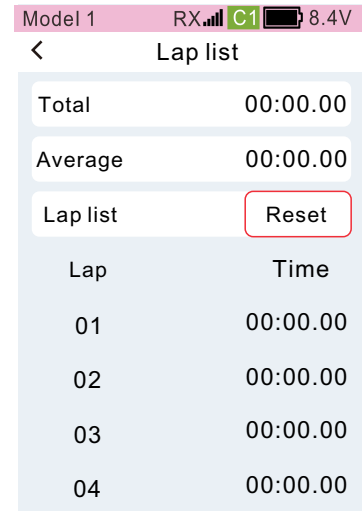 Model 1 RX C1 8.4V
Lap list
Total 00:00.00
Average 00:00.00
Lap list Reset
Lap Time
01 00:00.00
02 00:00.00
03 00:00.00
04 00:00.00